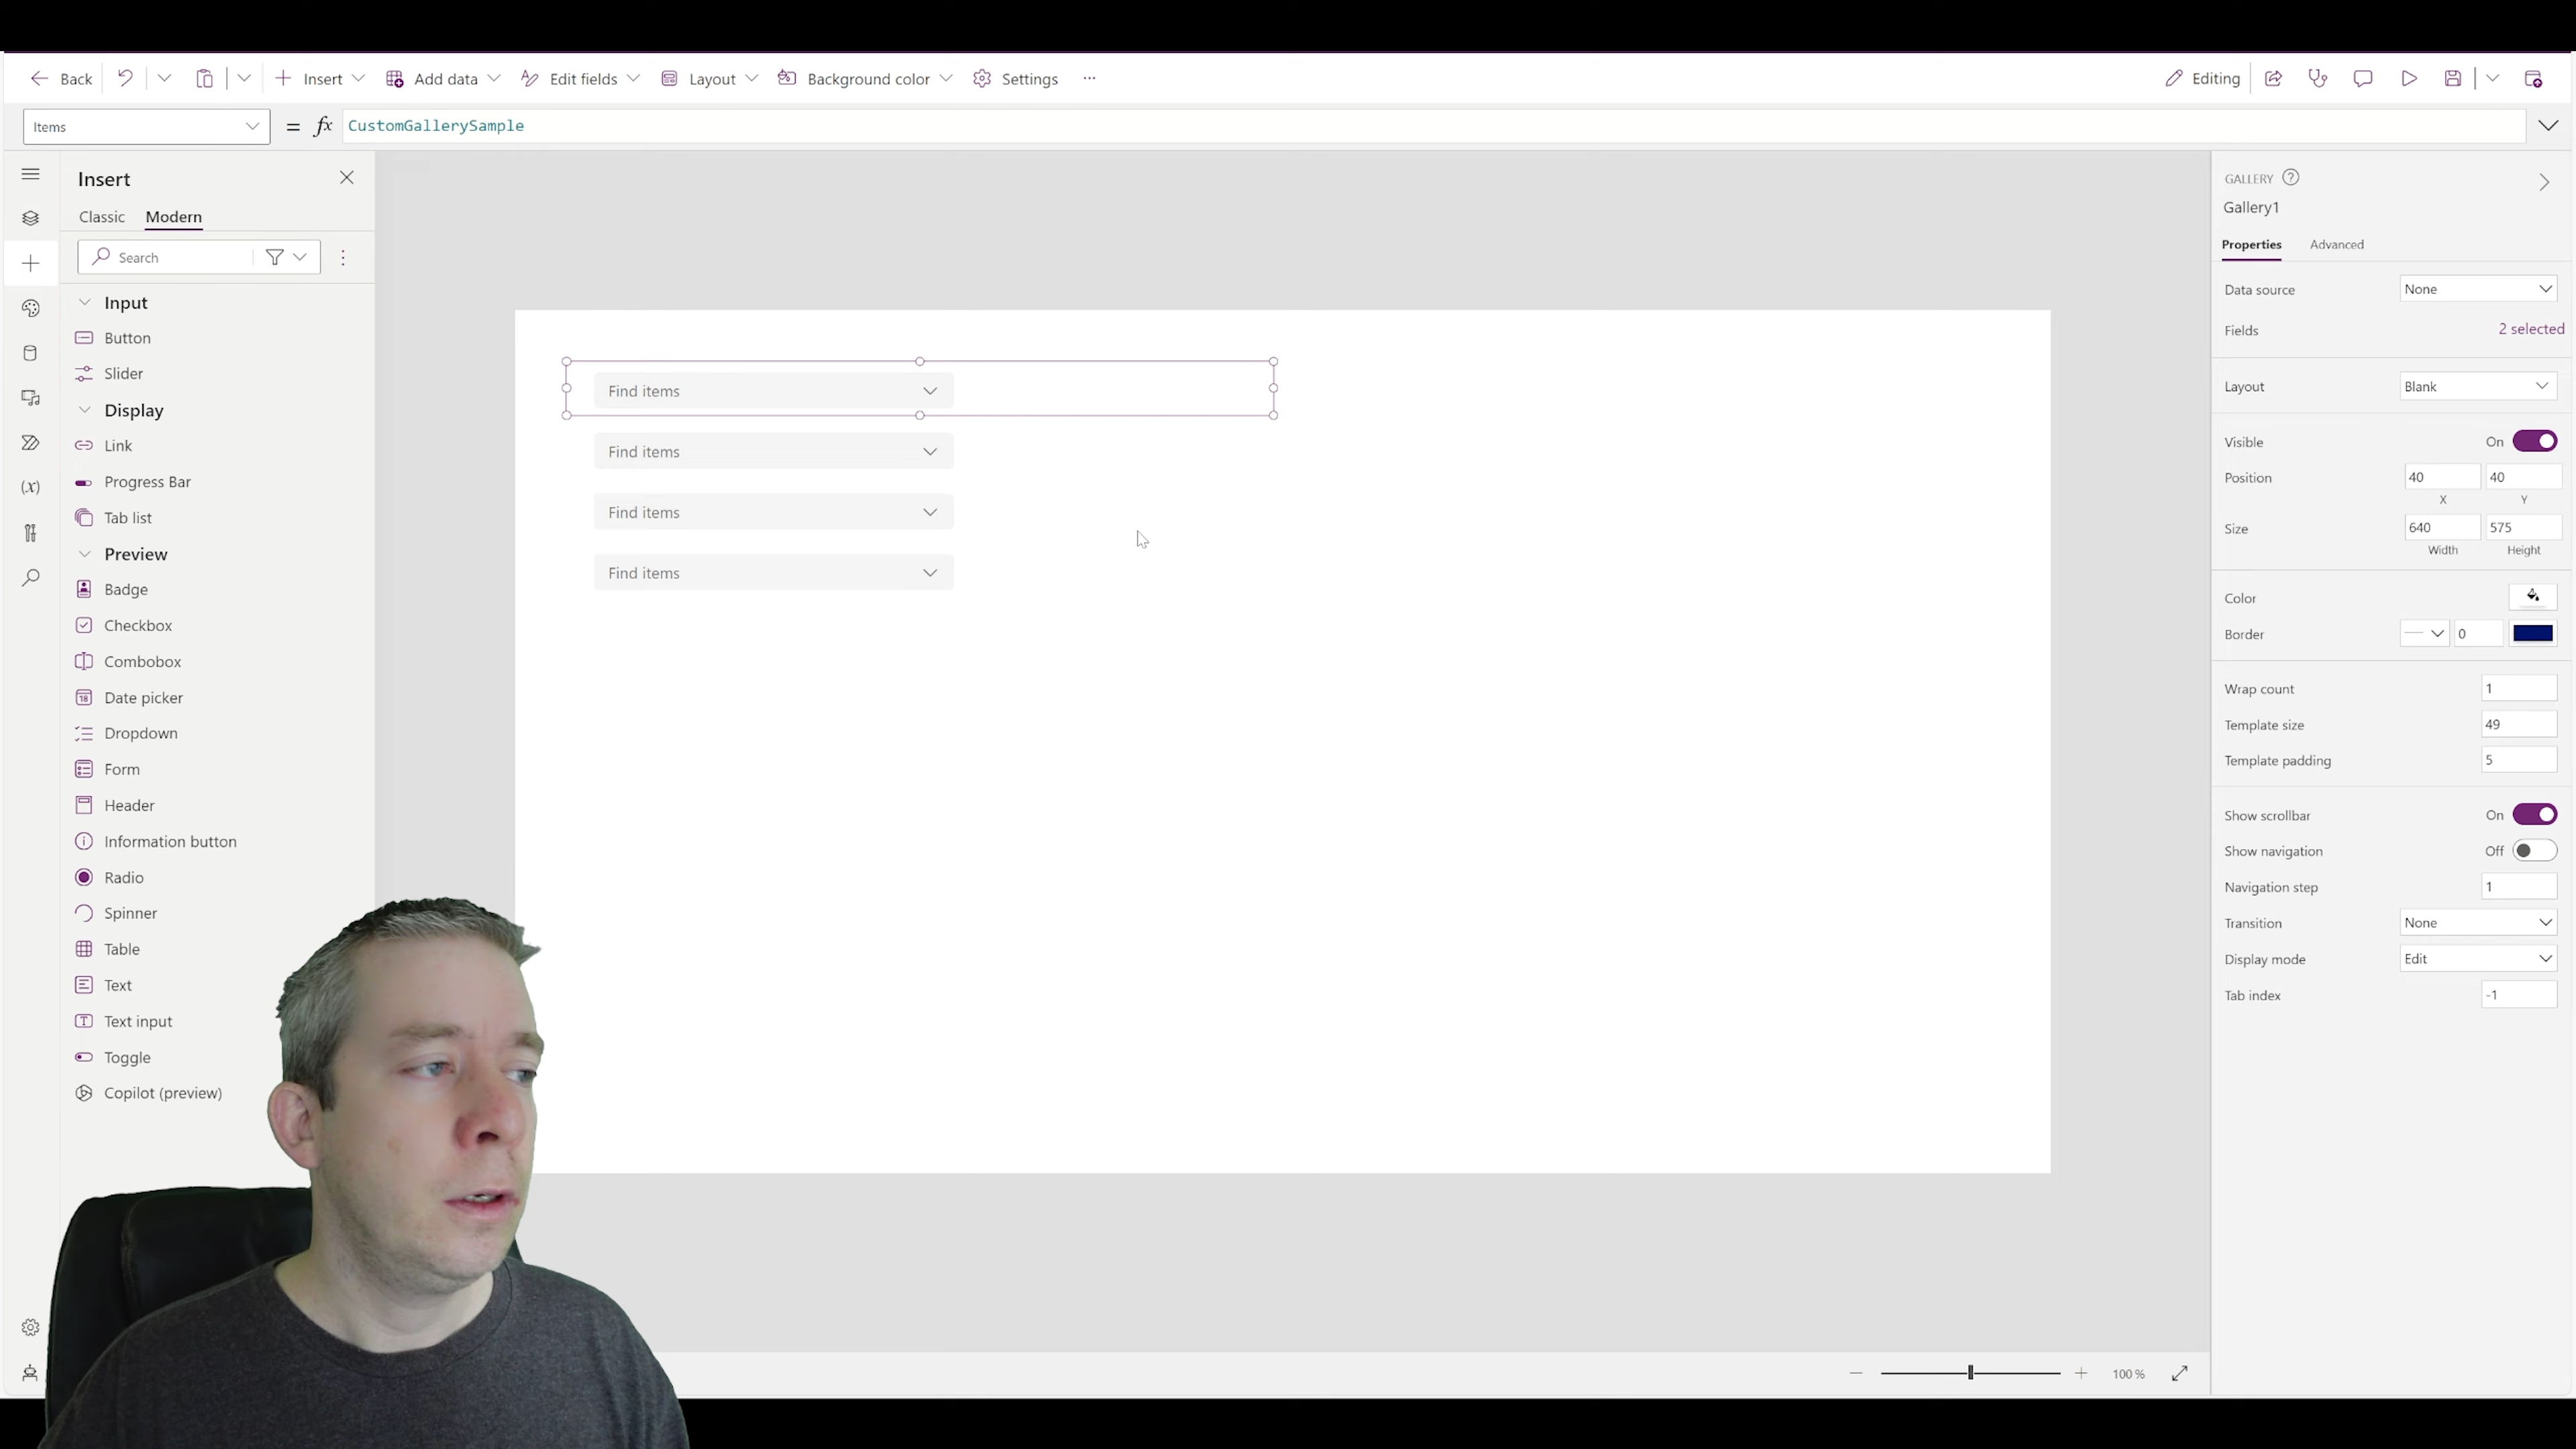 Back Insert Add data Edit fields Layout Background color Settings ... Editing
Items = fx CustomGallerySample
Insert
Classic Modern
Search
Input
Button
Slider
Display
Link
Progress Bar
Tab list
Preview
Badge
Checkbox
Combobox
18 Date picker
Dropdown
Form
Header
Information button
Radio
Spinner
Table
Text
Text input
Toggle
Copilot (preview)
(x)
Find items
Find items
Find items
Find items
100 %
GALLERY ?
Gallery1
Properties Advanced
Data source None
Fields 2 selected
Layout Blank
Visible On
Position 40 40
X Y
Size 640 575
Width Height
Color
Border 0
Wrap count 1
Template size 49
Template padding 5
Show scrollbar On
Show navigation Off
Navigation step 1
Transition None
Display mode Edit
Tab index -1